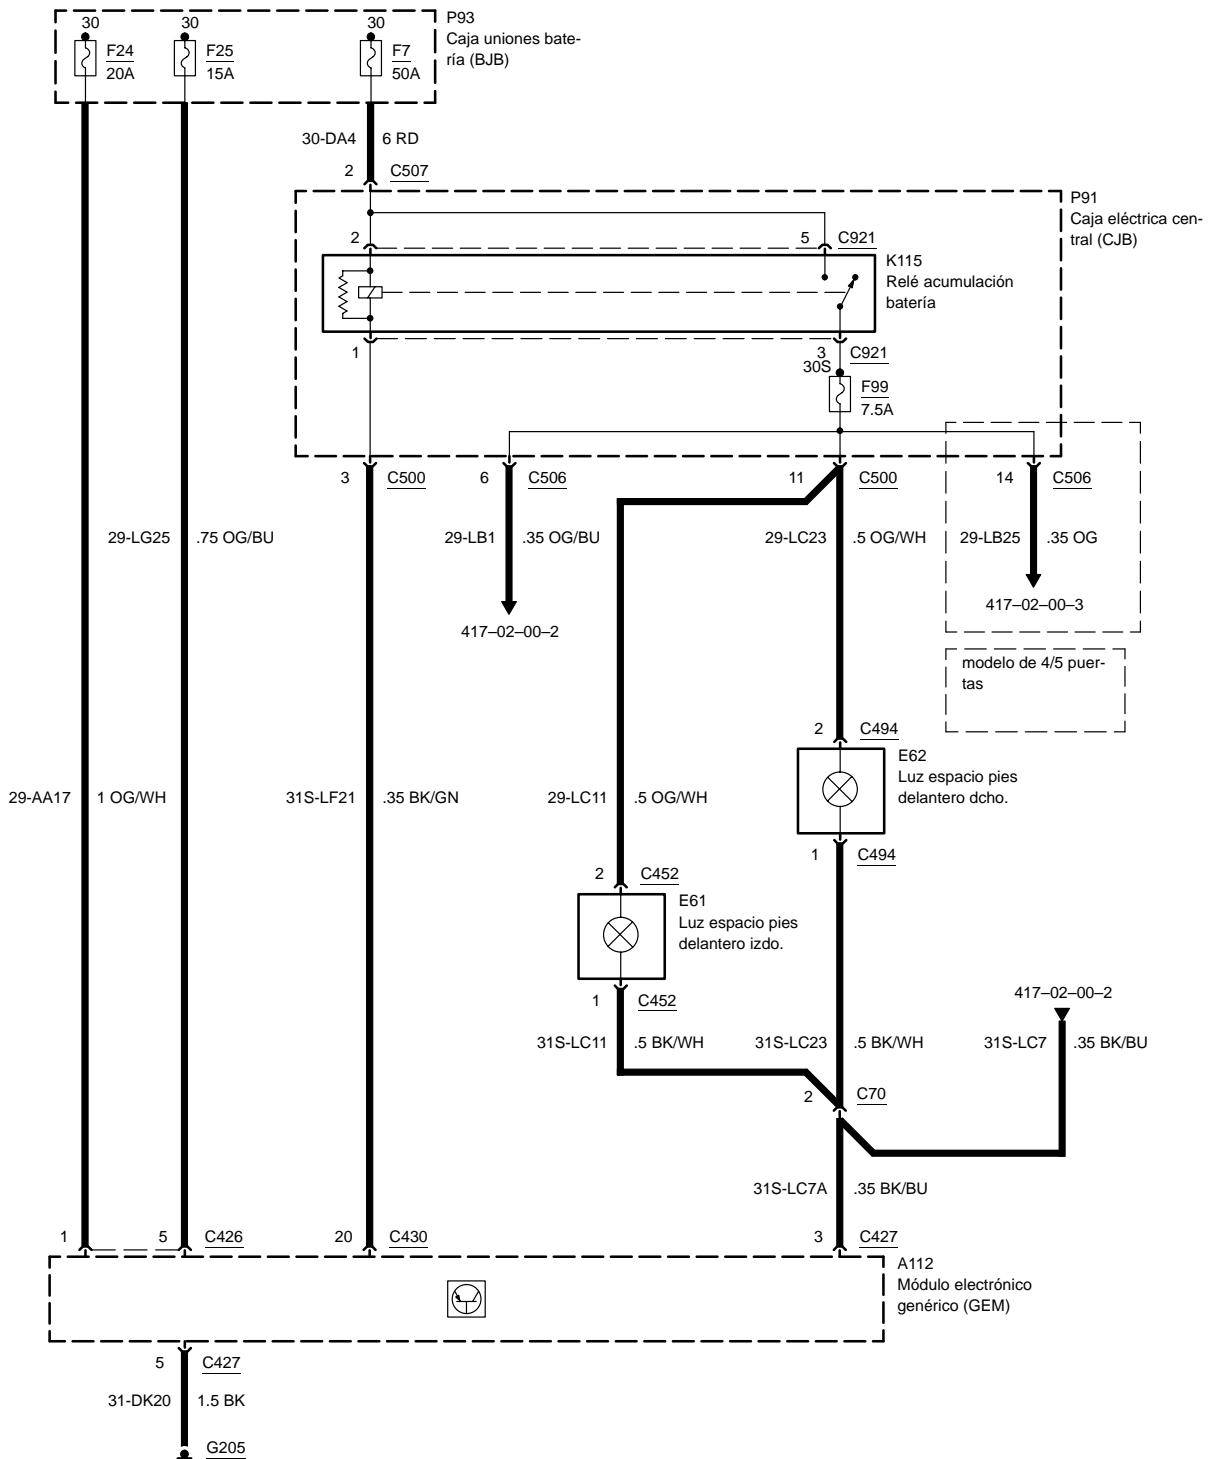 30 30 30 P93
Caja uniones bate-
ría (BJB)
F24 F25 F7
20A 15A 50A
30-DA4 6 RD
2 C507
P91
Caja eléctrica cen-
tral (CJB)
2 5 C921
K115
Relé acumulación
batería
1 3 C921
30S
F99
7.5A
3 C500 6 C506 11 C500 14 C506
29-LG25 .75 OG/BU 29-LB1 .35 OG/BU 29-LC23 .5 OG/WH 29-LB25 .35 OG
417–02–00–3
417–02–00–2
modelo de 4/5 puer-
tas
2 C494
E62
Luz espacio pies
delantero dcho.
29-AA17 1 OG/WH 31S-LF21 .35 BK/GN 29-LC11 .5 OG/WH
1 C494
2 C452
E61
Luz espacio pies
delantero izdo.
1 C452
417–02–00–2
31S-LC11 .5 BK/WH 31S-LC23 .5 BK/WH 31S-LC7 .35 BK/BU
2 C70
31S-LC7A .35 BK/BU
1 5 C426 20 C430 3 C427
A112
Módulo electrónico
genérico (GEM)
5 C427
31-DK20 1.5 BK
G205